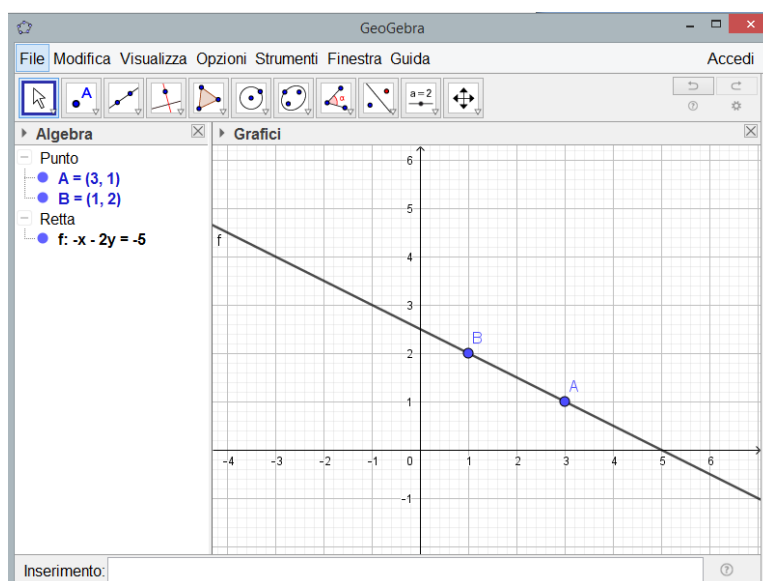 GeoGebra
File Modifica Visualizza Opzioni Strumenti Finestra Guida Accedi
A
α
a = 2
Algebra
Grafici
Punto
A = (3, 1)
B = (1, 2)
Retta
f: -x - 2y = -5
6
5
4
3
2
1
-1
-4 -3 -2 -1 0 1 2 3 4 5 6
f
B
A
Inserimento: